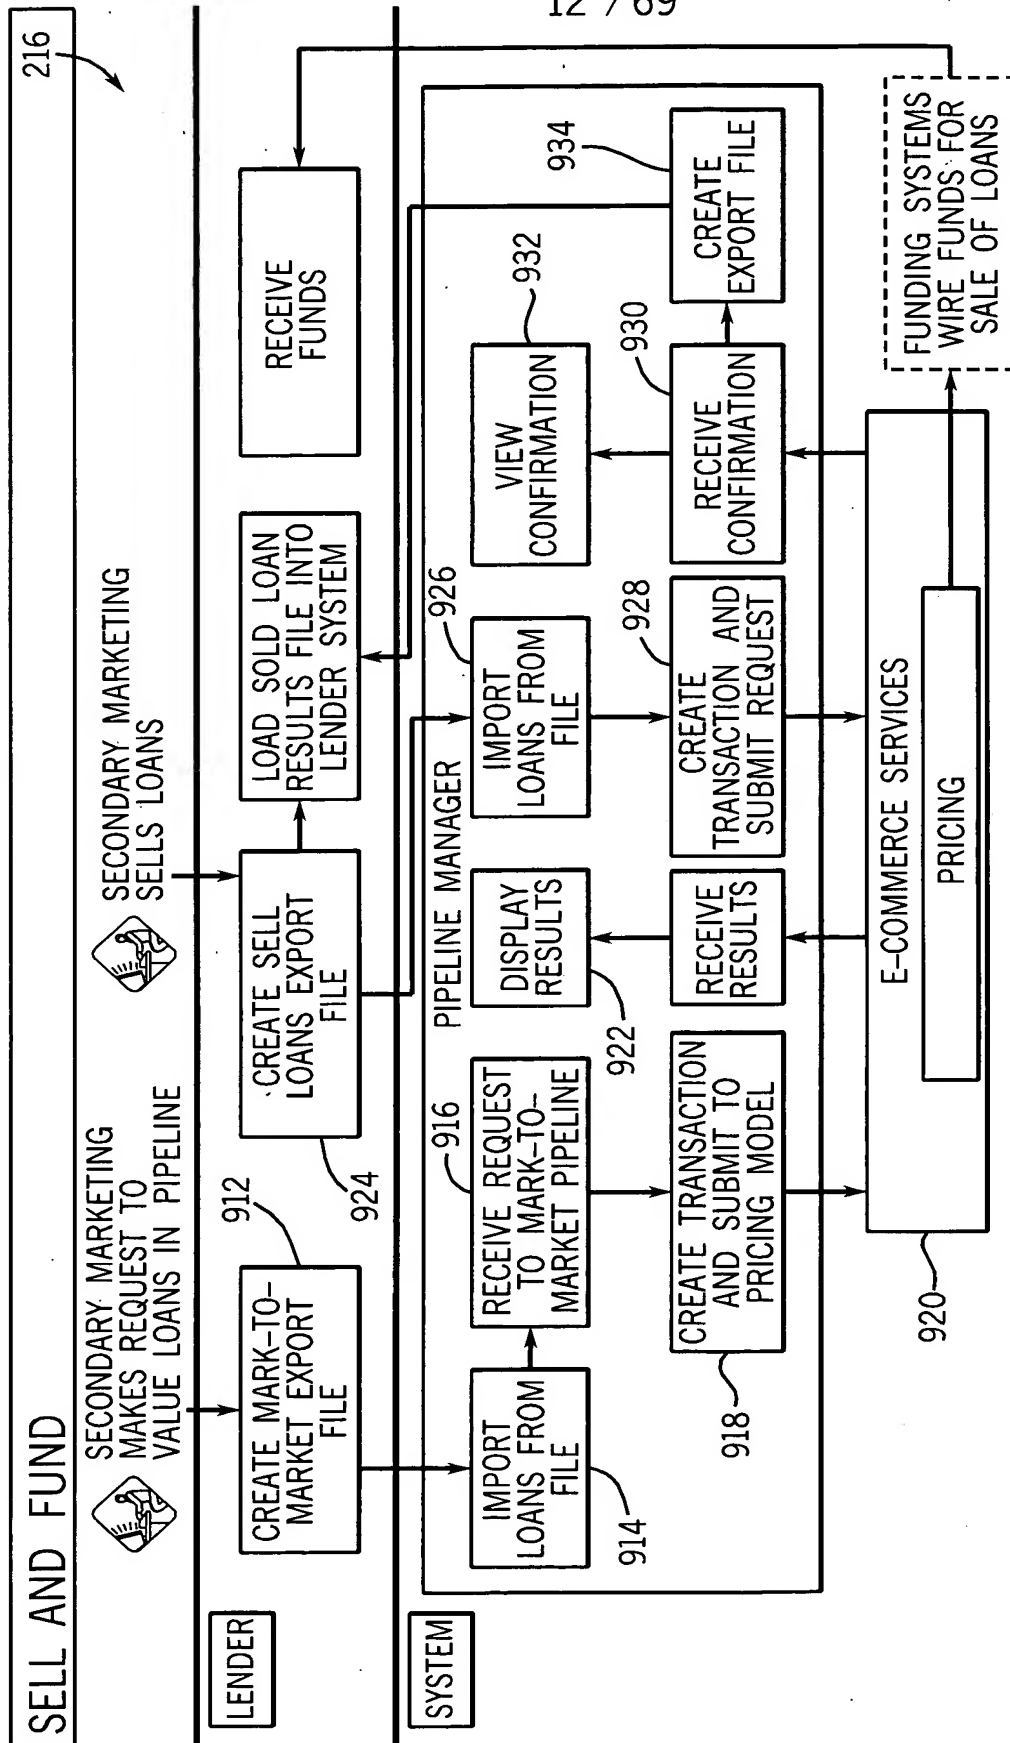 12 / 69
SELL AND FUND
216
SECONDARY MARKETING
MAKES REQUEST TO
VALUE LOANS IN PIPELINE
SECONDARY MARKETING
SELLS LOANS
LENDER
CREATE MARK-TO-
MARKET EXPORT
FILE
912
CREATE SELL
LOANS EXPORT
FILE
924
LOAD SOLD LOAN
RESULTS FILE INTO
LENDER SYSTEM
RECEIVE
FUNDS
SYSTEM
PIPELINE MANAGER
IMPORT
LOANS FROM
FILE
914
RECEIVE REQUEST
TO MARK-TO-
MARKET PIPELINE
916
DISPLAY
RESULTS
922
IMPORT
LOANS FROM
FILE
926
VIEW
CONFIRMATION
932
CREATE TRANSACTION
AND SUBMIT TO
PRICING MODEL
918
RECEIVE
RESULTS
CREATE
TRANSACTION AND
SUBMIT REQUEST
928
RECEIVE
CONFIRMATION
930
CREATE
EXPORT FILE
934
E-COMMERCE SERVICES
PRICING
920
FUNDING SYSTEMS
WIRE FUNDS FOR
SALE OF LOANS